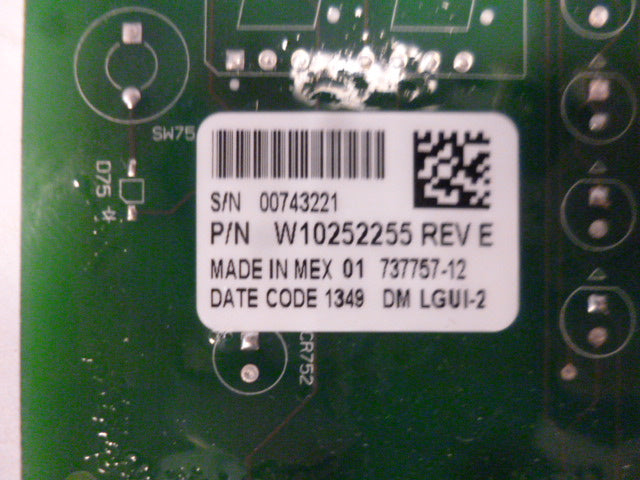 SW75
D75
S/N 00743221
P/N W10252255 REV E
MADE IN MEX 01 737757-12
DATE CODE 1349 DM LGUI-2
CR752